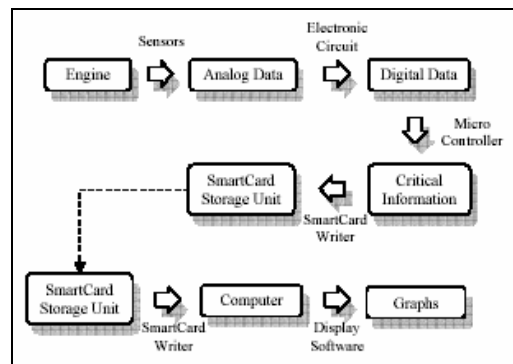 Sensors
Electronic
Circuit
Engine
Analog Data
Digital Data
Micro
Controller
SmartCard
Storage Unit
Critical
Information
SmartCard
Writer
SmartCard
Storage Unit
Computer
Graphs
SmartCard
Writer
Display
Software